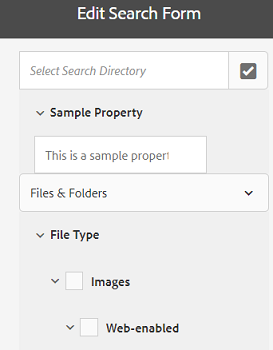 Edit Search Form
Select Search Directory
Sample Property
This is a sample propert
Files & Folders
File Type
Images
Web-enabled